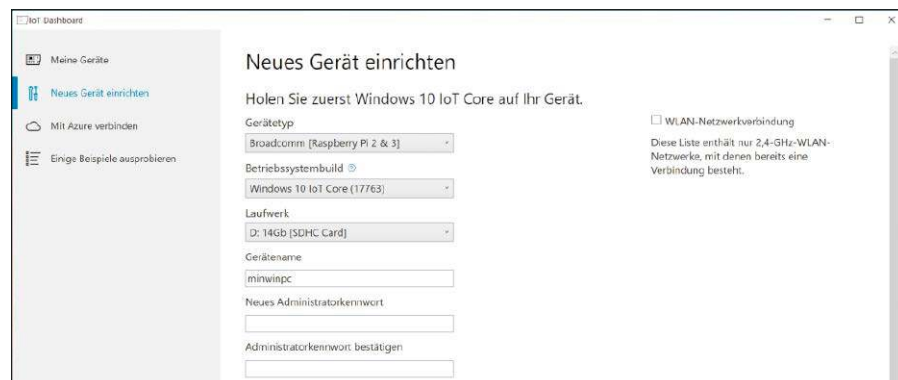 IoT Dashboard
Meine Geräte
Neues Gerät einrichten
Mit Azure verbinden
Einige Beispiele ausprobieren
Neues Gerät einrichten
Holen Sie zuerst Windows 10 IoT Core auf Ihr Gerät.
Gerätetyp
Broadcomm [Raspberry Pi 2 & 3]
Betriebssystembuild ?
Windows 10 IoT Core (17763)
Laufwerk
D: 14Gb [SDHC Card]
Gerätename
minwinpc
Neues Administratorkennwort
Administratorkennwort bestätigen
WLAN-Netzwerkverbindung
Diese Liste enthält nur 2,4-GHz-WLAN-
Netzwerke, mit denen bereits eine
Verbindung besteht.